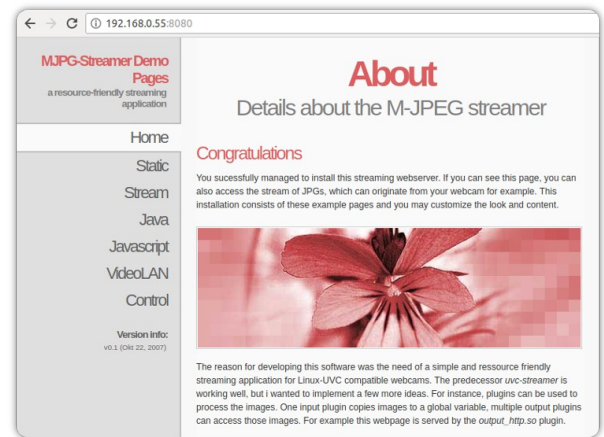 192.168.0.55:8080
MJPG-Streamer Demo
Pages
a resource-friendly streaming
application
Home
Static
Stream
Java
Javascript
VideoLAN
Control
Version info:
v0.1 (Okt 22, 2007)
About
Details about the M-JPEG streamer
Congratulations
You sucessfully managed to install this streaming webserver. If you can see this page, you can
also access the stream of JPGs, which can originate from your webcam for example. This
installation consists of these example pages and you may customize the look and content.
The reason for developing this software was the need of a simple and ressource friendly
streaming application for Linux-UVC compatible webcams. The predecessor uvc-streamer is
working well, but i wanted to implement a few more ideas. For instance, plugins can be used to
process the images. One input plugin copies images to a global variable, multiple output plugins
can access those images. For example this webpage is served by the output_http.so plugin.